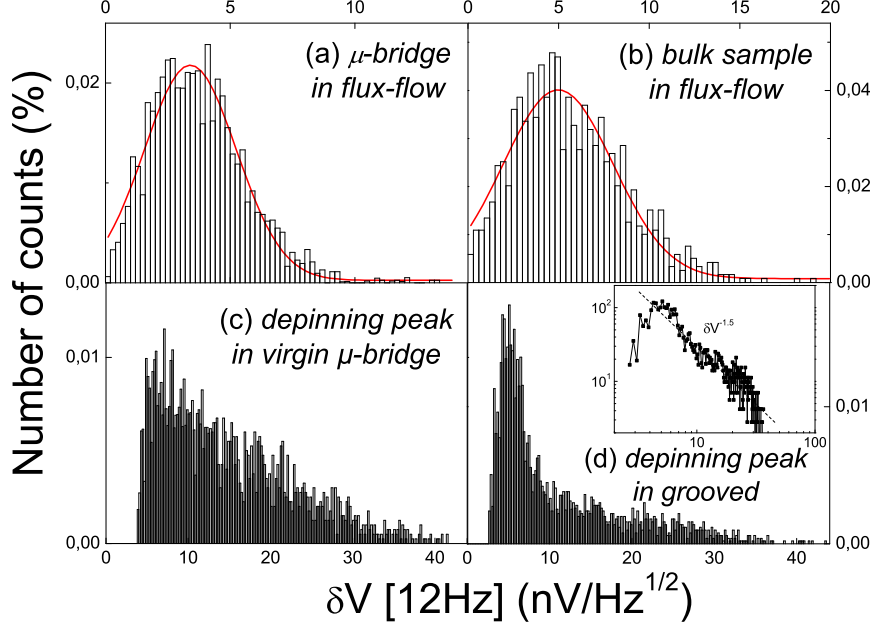 0 5 10 0 5 10 15 20
(a) μ-bridge
in flux-flow
(b) bulk sample
in flux-flow
0,02
0,00
0,04
0,02
0,00
Number of counts (%)
(c) depinning peak
in virgin μ-bridge
0,01
0,00
10²
10¹
δV⁻¹·⁵
10 100
(d) depinning peak
in grooved
0,01
0,00
0 10 20 30 40 0 10 20 30 40
δV [12Hz] (nV/Hz^1/2)